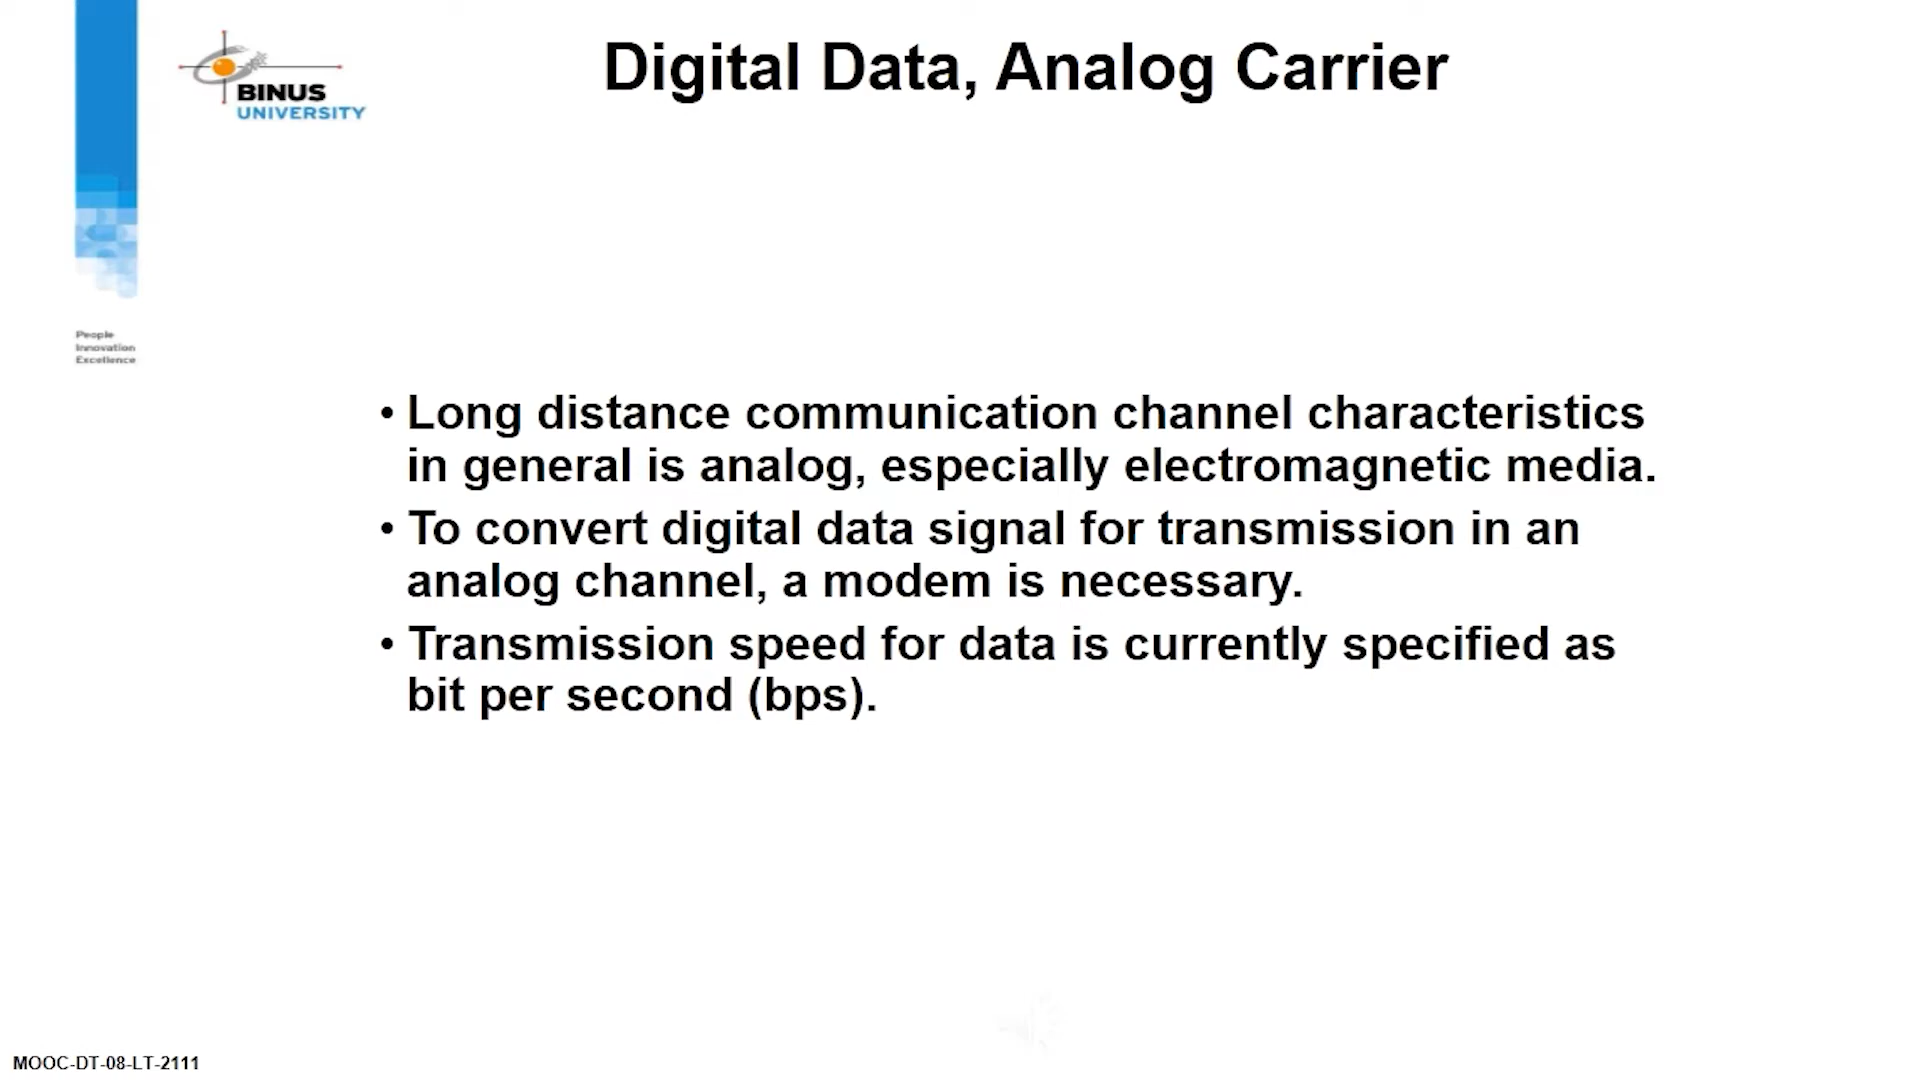 Digital Data, Analog Carrier
BINUS
UNIVERSITY
People
Innovation
Excellence
• Long distance communication channel characteristics
in general is analog, especially electromagnetic media.
• To convert digital data signal for transmission in an
analog channel, a modem is necessary.
• Transmission speed for data is currently specified as
bit per second (bps).
MOOC-DT-08-LT-2111